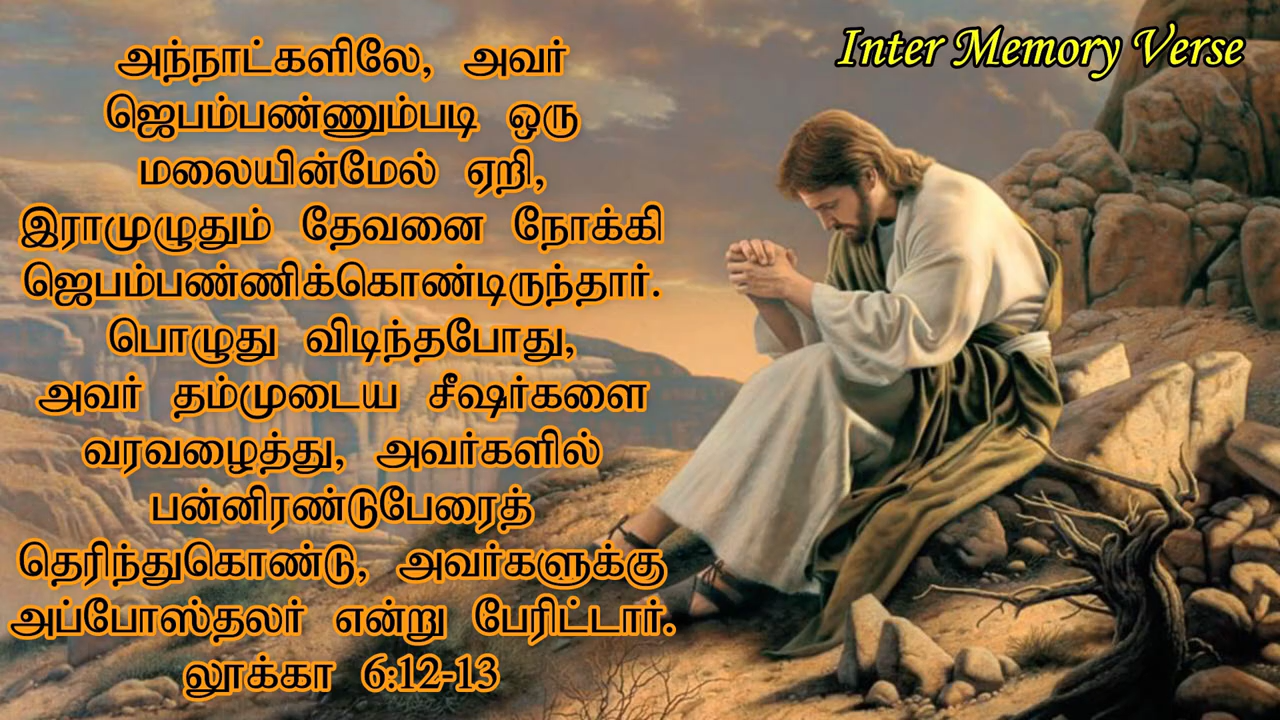 Inter Memory Verse
அந்நாட்களிலே, அவர்
ஜெபம்பண்ணும்படி ஒரு
மலையின்மேல் ஏறி,
இராமுழுதும் தேவனை நோக்கி
ஜெபம்பண்ணிக்கொண்டிருந்தார்.
பொழுது விடிந்தபோது,
அவர் தம்முடைய சீஷர்களை
வரவழைத்து, அவர்களில்
பன்னிரண்டுபேரைத்
தெரிந்துகொண்டு, அவர்களுக்கு
அப்போஸ்தலர் என்று பேரிட்டார்.
லூக்கா 6:12-13